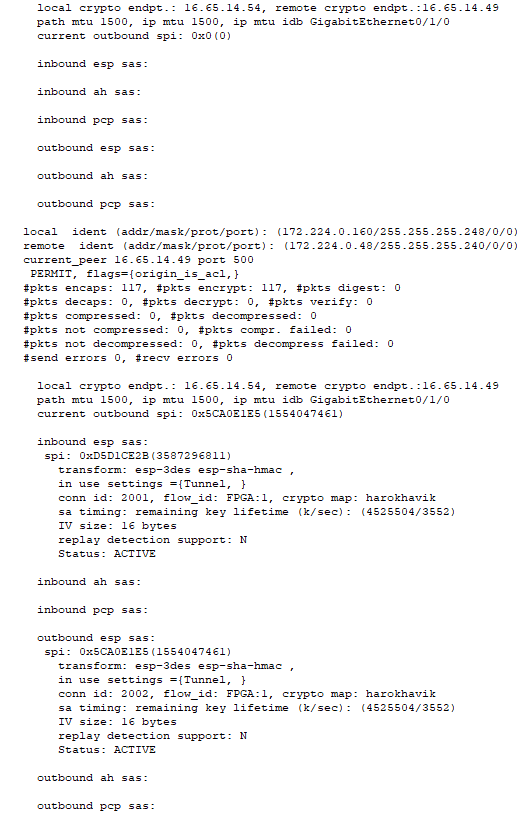 local crypto endpt.: 16.65.14.54, remote crypto endpt.:16.65.14.49
path mtu 1500, ip mtu 1500, ip mtu idb GigabitEthernet0/1/0
current outbound spi: 0x0(0)
inbound esp sas:
inbound ah sas:
inbound pcp sas:
outbound esp sas:
outbound ah sas:
outbound pcp sas:
local  ident (addr/mask/prot/port): (172.224.0.160/255.255.255.248/0/0)
remote  ident (addr/mask/prot/port): (172.224.0.48/255.255.255.240/0/0)
current_peer 16.65.14.49 port 500
PERMIT, flags={origin_is_acl,}
#pkts encaps: 117, #pkts encrypt: 117, #pkts digest: 0
#pkts decaps: 0, #pkts decrypt: 0, #pkts verify: 0
#pkts compressed: 0, #pkts decompressed: 0
#pkts not compressed: 0, #pkts compr. failed: 0
#pkts not decompressed: 0, #pkts decompress failed: 0
#send errors 0, #recv errors 0
local crypto endpt.: 16.65.14.54, remote crypto endpt.:16.65.14.49
path mtu 1500, ip mtu 1500, ip mtu idb GigabitEthernet0/1/0
current outbound spi: 0x5CA0E1E5(1554047461)
inbound esp sas:
spi: 0xD5D1CE2B(3587296811)
transform: esp-3des esp-sha-hmac ,
in use settings ={Tunnel, }
conn id: 2001, flow_id: FPGA:1, crypto map: harokhavik
sa timing: remaining key lifetime (k/sec): (4525504/3552)
IV size: 16 bytes
replay detection support: N
Status: ACTIVE
inbound ah sas:
inbound pcp sas:
outbound esp sas:
spi: 0x5CA0E1E5(1554047461)
transform: esp-3des esp-sha-hmac ,
in use settings ={Tunnel, }
conn id: 2002, flow_id: FPGA:1, crypto map: harokhavik
sa timing: remaining key lifetime (k/sec): (4525504/3552)
IV size: 16 bytes
replay detection support: N
Status: ACTIVE
outbound ah sas:
outbound pcp sas: